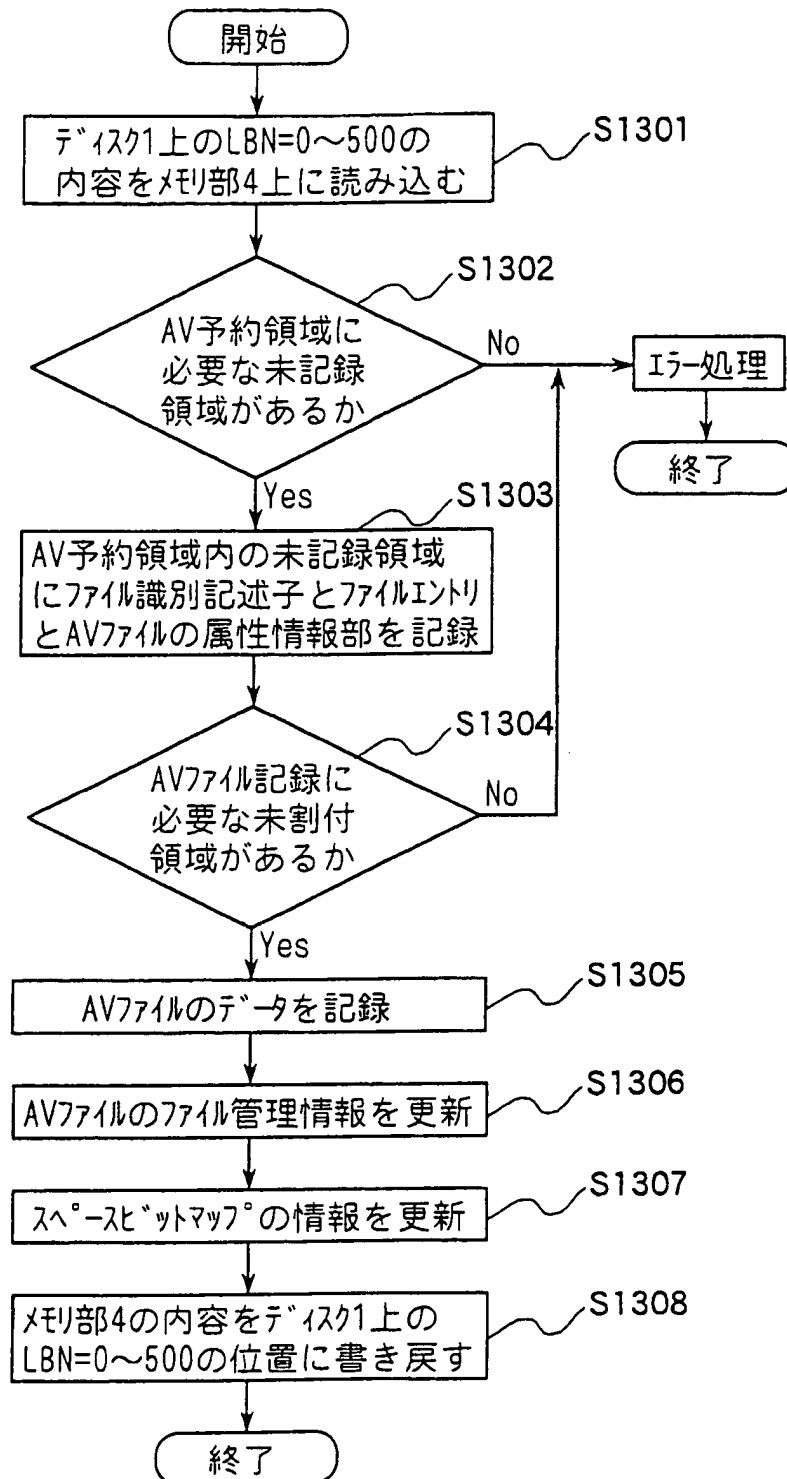 開始
ディスク1上のLBN=0～500の
内容をメモリ部4上に読み込む
S1301
S1302
AV予約領域に
必要な未記録
領域があるか
No
エラー処理
終了
Yes
S1303
AV予約領域内の未記録領域
にファイル識別記述子とファイルエントリ
とAVファイルの属性情報部を記録
S1304
AVファイル記録に
必要な未割付
領域があるか
No
Yes
AVファイルのデータを記録
S1305
AVファイルのファイル管理情報を更新
S1306
スペースビットマップの情報を更新
S1307
メモリ部4の内容をディスク1上の
LBN=0～500の位置に書き戻す
S1308
終了